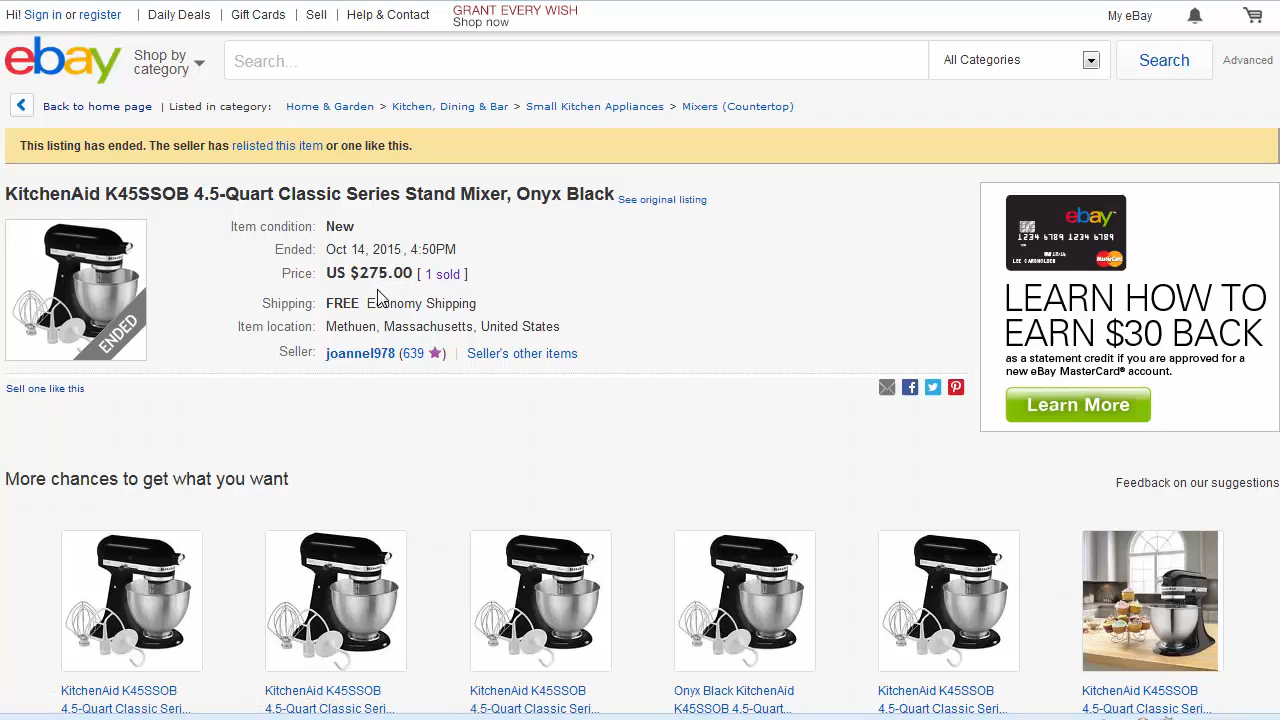 Hi! Sign in or register | Daily Deals | Gift Cards | Sell | Help & Contact
GRANT EVERY WISH
Shop now
My eBay
ebay
Shop by
category
Search...
All Categories
Search
Advanced
Back to home page | Listed in category: Home & Garden > Kitchen, Dining & Bar > Small Kitchen Appliances > Mixers (Countertop)
This listing has ended. The seller has relisted this item or one like this.
KitchenAid K45SSOB 4.5-Quart Classic Series Stand Mixer, Onyx Black See original listing
ENDED
Item condition: New
Ended: Oct 14, 2015 , 4:50PM
Price: US $275.00 [ 1 sold ]
Shipping: FREE Economy Shipping
Item location: Methuen, Massachusetts, United States
Seller: joannel978 (639 ) | Seller's other items
Sell one like this
ebay
1234 6789 1234 6789
LEE CARDHOLDER
MasterCard
LEARN HOW TO
EARN $30 BACK
as a statement credit if you are approved for a
new eBay MasterCard® account.
Learn More
More chances to get what you want
Feedback on our suggestions
KitchenAid K45SSOB
4.5-Quart Classic Seri...
KitchenAid K45SSOB
4.5-Quart Classic Seri...
KitchenAid K45SSOB
4.5-Quart Classic Seri...
Onyx Black KitchenAid
K45SSOB 4.5-Quart...
KitchenAid K45SSOB
4.5-Quart Classic Seri...
KitchenAid K45SSOB
4.5-Quart Classic Seri...